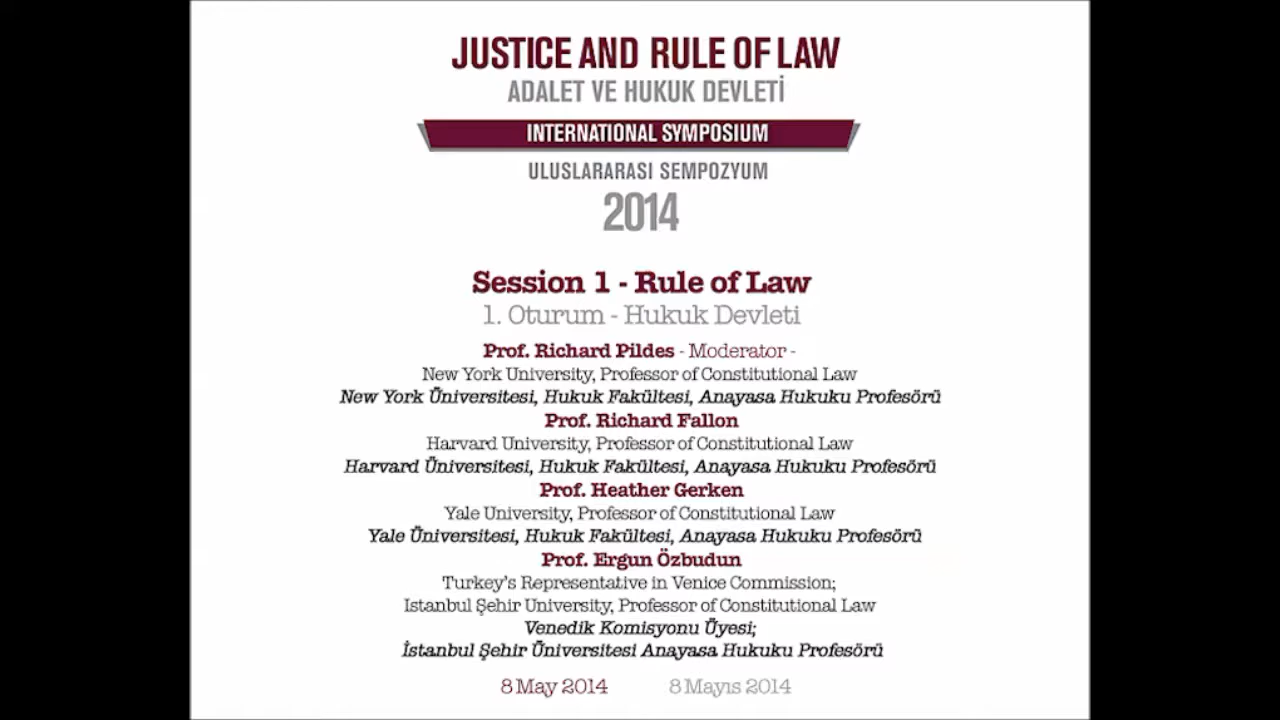 JUSTICE AND RULE OF LAW
ADALET VE HUKUK DEVLETİ
INTERNATIONAL SYMPOSIUM
ULUSLARARASI SEMPOZYUM
2014
Session 1 - Rule of Law
1. Oturum - Hukuk Devleti
Prof. Richard Pildes - Moderator -
New York University, Professor of Constitutional Law
New York Üniversitesi, Hukuk Fakültesi, Anayasa Hukuku Profesörü
Prof. Richard Fallon
Harvard University, Professor of Constitutional Law
Harvard Üniversitesi, Hukuk Fakültesi, Anayasa Hukuku Profesörü
Prof. Heather Gerken
Yale University, Professor of Constitutional Law
Yale Üniversitesi, Hukuk Fakültesi, Anayasa Hukuku Profesörü
Prof. Ergun Özbudun
Turkey's Representative in Venice Commission;
Istanbul Şehir University, Professor of Constitutional Law
Venedik Komisyonu Üyesi;
İstanbul Şehir Üniversitesi Anayasa Hukuku Profesörü
8 May 2014 8 Mayıs 2014